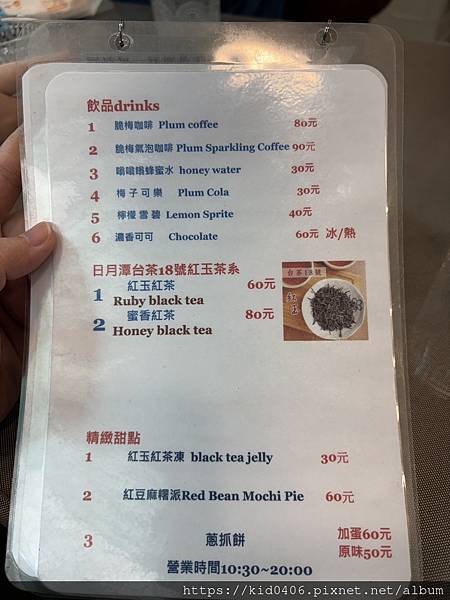 飲品drinks
1 脆梅咖啡 Plum coffee 80元
2 脆梅氣泡咖啡 Plum Sparkling Coffee 90元
3 嗡嗡嗡蜂蜜水 honey water 30元
4 梅子可樂 Plum Cola 30元
5 檸檬雪碧 Lemon Sprite 40元
6 濃香可可 Chocolate 60元 冰/熱
日月潭台茶18號紅玉茶系
1 紅玉紅茶 60元
Ruby black tea
2 蜜香紅茶 80元
Honey black tea
台茶18號
紅玉
精緻甜點
1 紅玉紅茶凍 black tea jelly 30元
2 紅豆麻糬派Red Bean Mochi Pie 60元
3 蔥抓餅 加蛋60元
原味50元
營業時間10:30~20:00
https://kid0406.pixnet.net/album